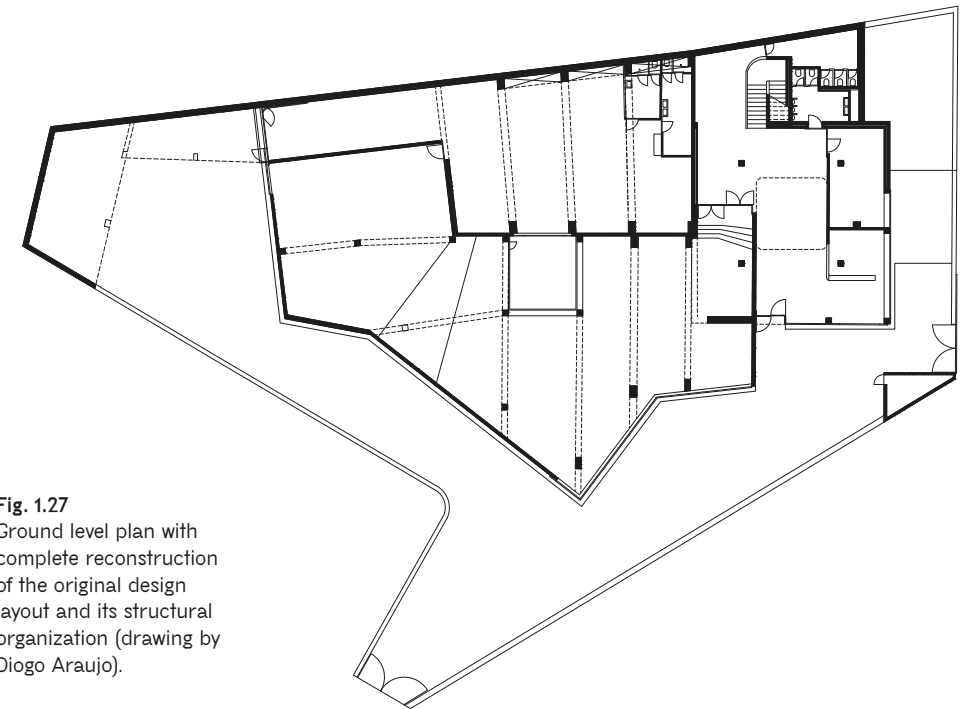 Fig. 1.27
Ground level plan with
complete reconstruction
of the original design
layout and its structural
organization (drawing by
Diogo Araujo).